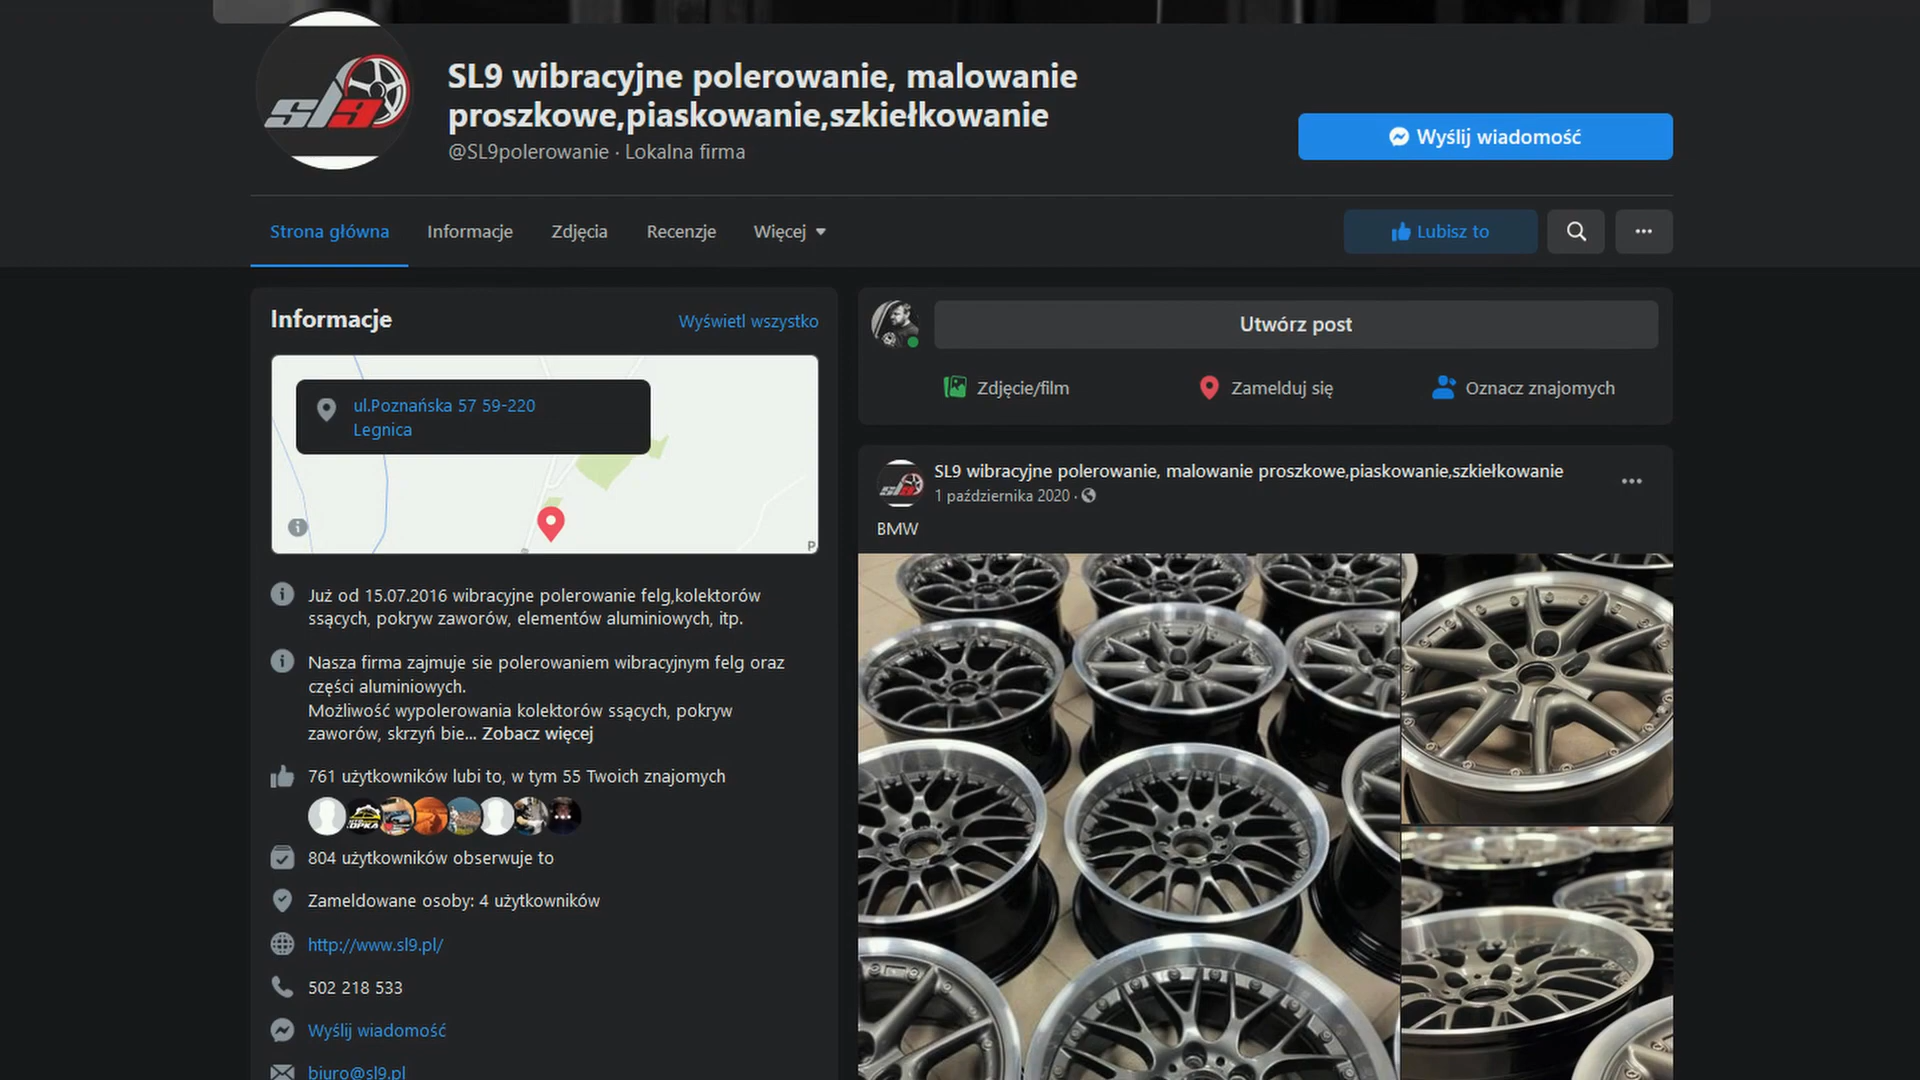 sl9
SL9 wibracyjne polerowanie, malowanie
proszkowe,piaskowanie,szkiełkowanie
@SL9polerowanie · Lokalna firma
Wyślij wiadomość
Strona główna
Informacje
Zdjęcia
Recenzje
Więcej
Lubisz to
Informacje
Wyświetl wszystko
ul.Poznańska 57 59-220
Legnica
P
Już od 15.07.2016 wibracyjne polerowanie felg,kolektorów
ssących, pokryw zaworów, elementów aluminiowych, itp.
Nasza firma zajmuje sie polerowaniem wibracyjnym felg oraz
części aluminiowych.
Możliwość wypolerowania kolektorów ssących, pokryw
zaworów, skrzyń bie... Zobacz więcej
761 użytkowników lubi to, w tym 55 Twoich znajomych
804 użytkowników obserwuje to
Zameldowane osoby: 4 użytkowników
http://www.sl9.pl/
502 218 533
Wyślij wiadomość
biuro@sl9.pl
Utwórz post
Zdjęcie/film
Zamelduj się
Oznacz znajomych
sl9
SL9 wibracyjne polerowanie, malowanie proszkowe,piaskowanie,szkiełkowanie
1 października 2020 ·
BMW